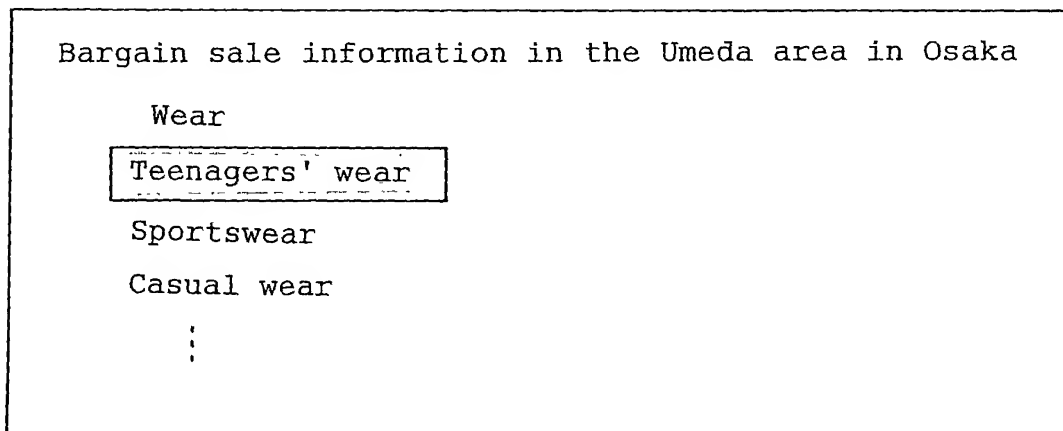 Bargain sale information in the Umeda area in Osaka
Wear
Teenagers' wear
Sportswear
Casual wear
⋮